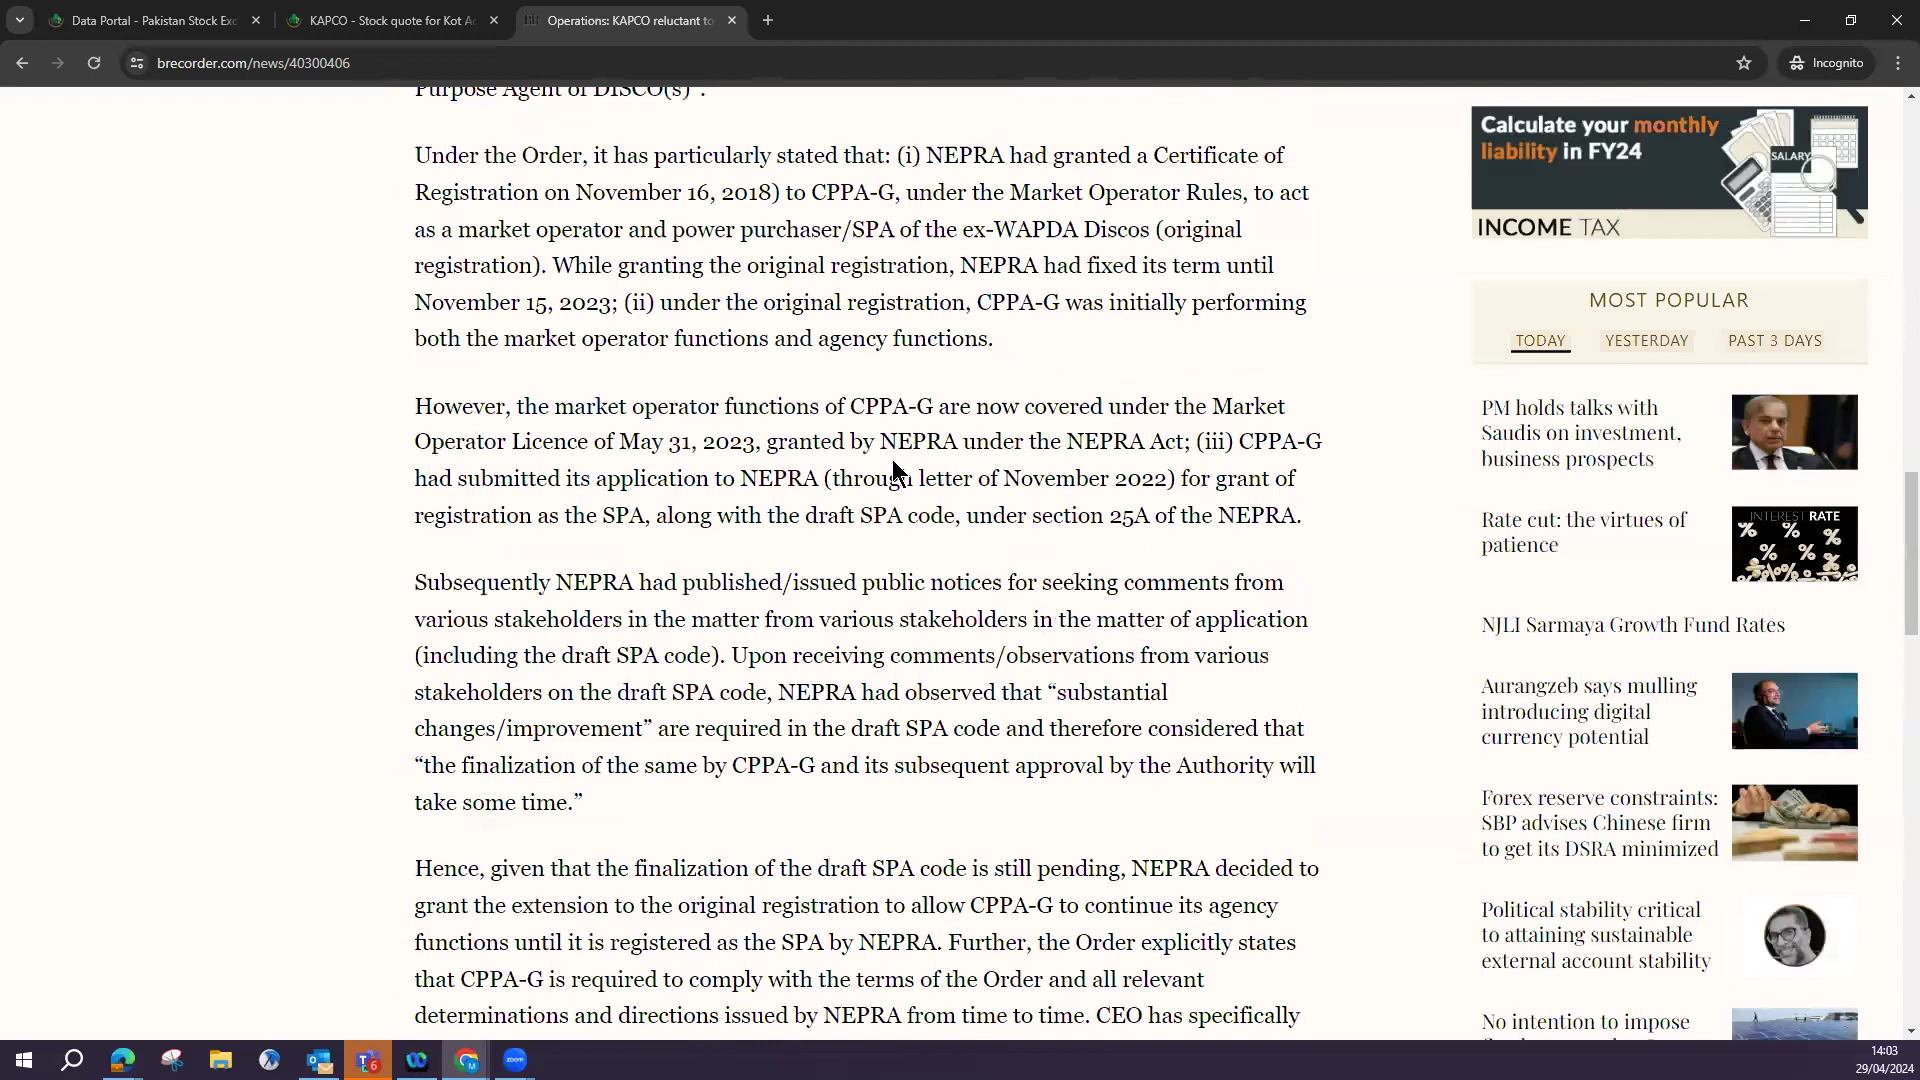 Data Portal - Pakistan Stock Exc
KAPCO - Stock quote for Kot Ad
Operations: KAPCO reluctant to
brecorder.com/news/40300406
Incognito
Purpose Agent of DISCO(s)".
Under the Order, it has particularly stated that: (i) NEPRA had granted a Certificate of
Registration on November 16, 2018) to CPPA-G, under the Market Operator Rules, to act
as a market operator and power purchaser/SPA of the ex-WAPDA Discos (original
registration). While granting the original registration, NEPRA had fixed its term until
November 15, 2023; (ii) under the original registration, CPPA-G was initially performing
both the market operator functions and agency functions.
However, the market operator functions of CPPA-G are now covered under the Market
Operator Licence of May 31, 2023, granted by NEPRA under the NEPRA Act; (iii) CPPA-G
had submitted its application to NEPRA (through letter of November 2022) for grant of
registration as the SPA, along with the draft SPA code, under section 25A of the NEPRA.
Subsequently NEPRA had published/issued public notices for seeking comments from
various stakeholders in the matter from various stakeholders in the matter of application
(including the draft SPA code). Upon receiving comments/observations from various
stakeholders on the draft SPA code, NEPRA had observed that “substantial
changes/improvement” are required in the draft SPA code and therefore considered that
“the finalization of the same by CPPA-G and its subsequent approval by the Authority will
take some time.”
Hence, given that the finalization of the draft SPA code is still pending, NEPRA decided to
grant the extension to the original registration to allow CPPA-G to continue its agency
functions until it is registered as the SPA by NEPRA. Further, the Order explicitly states
that CPPA-G is required to comply with the terms of the Order and all relevant
determinations and directions issued by NEPRA from time to time. CEO has specifically
Calculate your monthly
liability in FY24
SALARY
INCOME TAX
MOST POPULAR
TODAY YESTERDAY PAST 3 DAYS
PM holds talks with
Saudis on investment,
business prospects
Rate cut: the virtues of
patience
INTEREST RATE
NJLI Sarmaya Growth Fund Rates
Aurangzeb says mulling
introducing digital
currency potential
Forex reserve constraints:
SBP advises Chinese firm
to get its DSRA minimized
Political stability critical
to attaining sustainable
external account stability
No intention to impose
6
zoom
14:03
29/04/2024